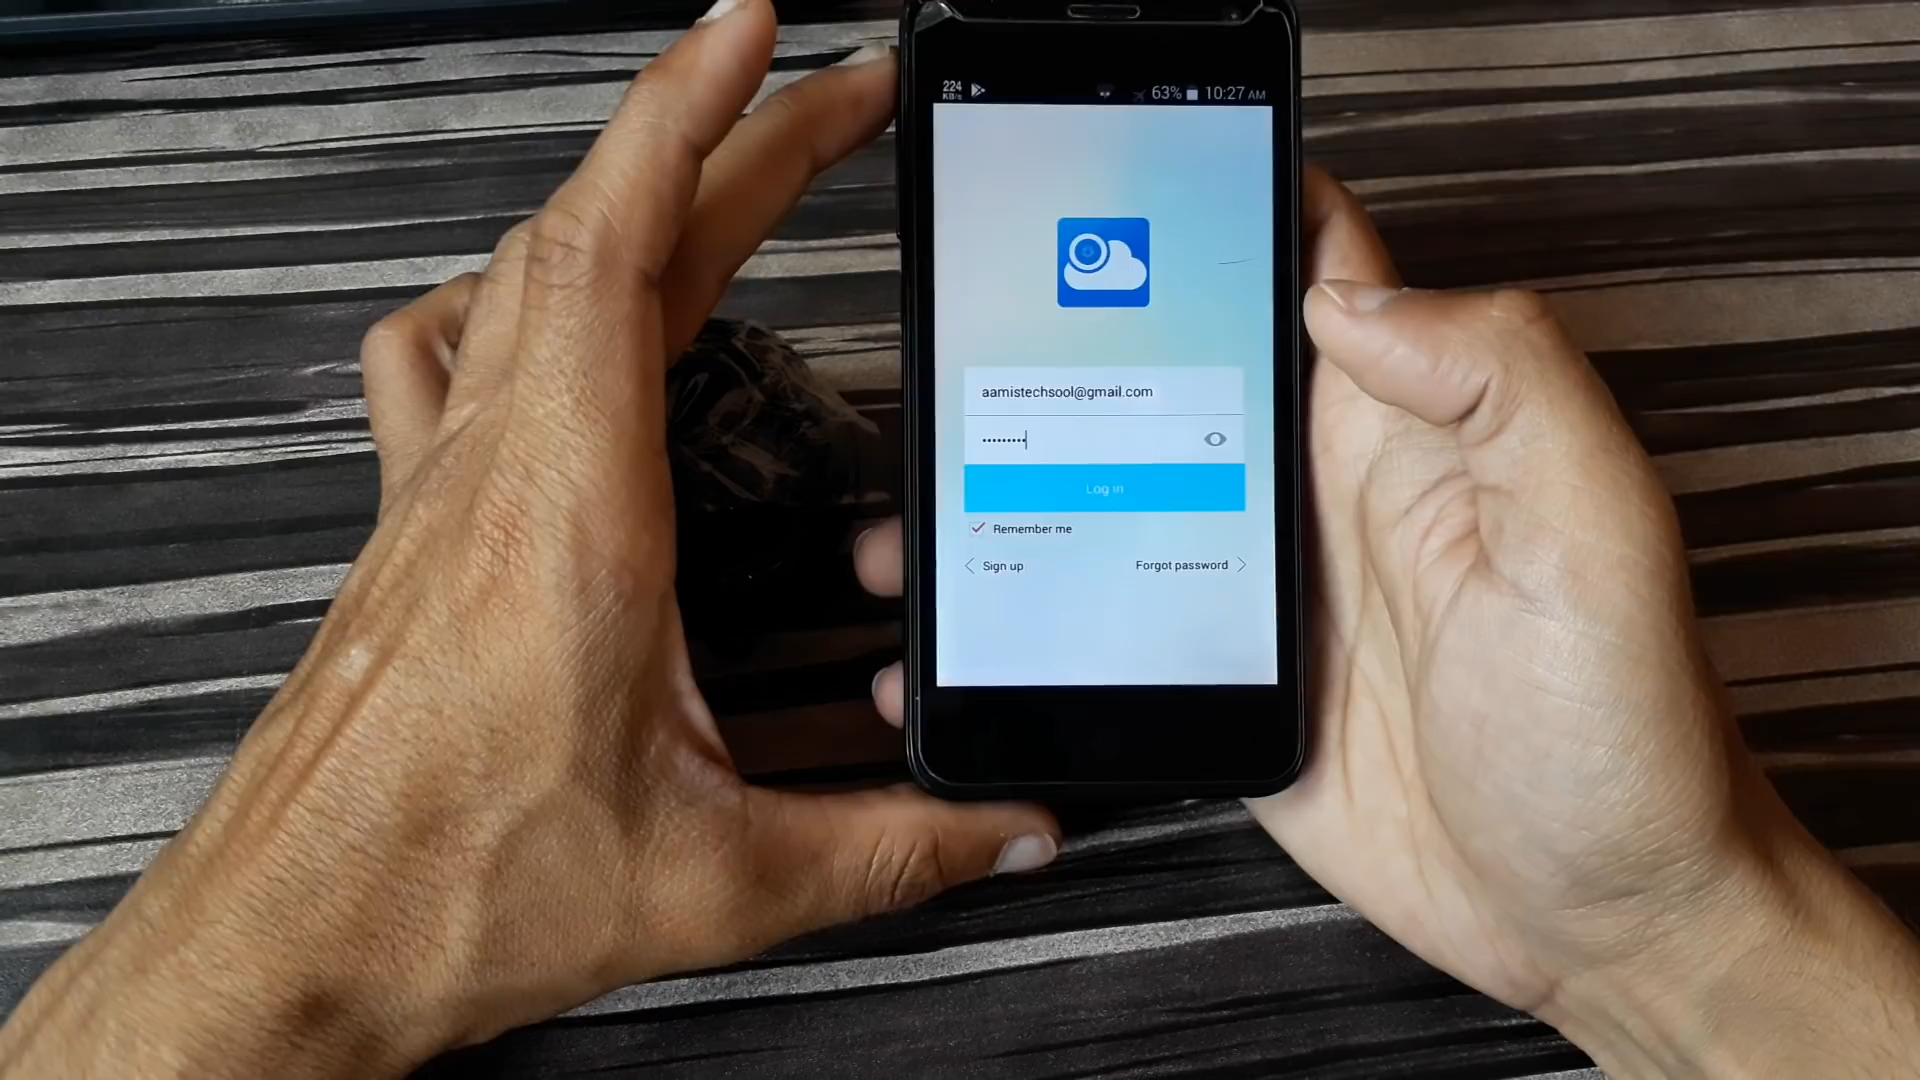 224
KB/s
63% 10:27 AM
aamistechsool@gmail.com
•••••••••
Log in
Remember me
Sign up
Forgot password